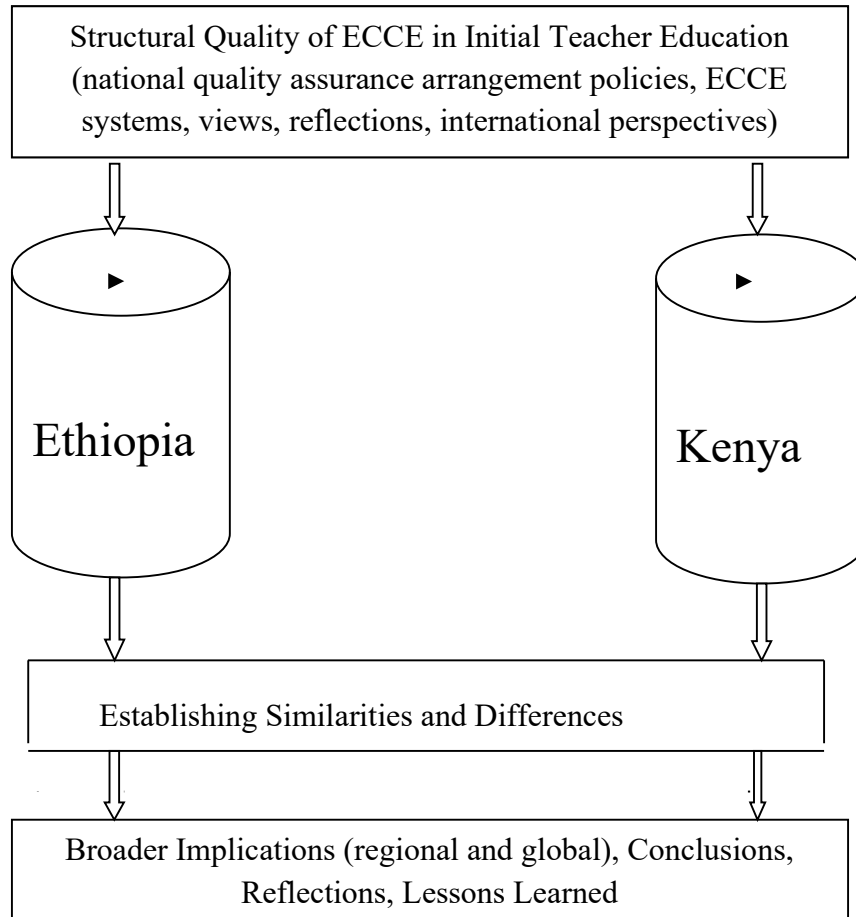 Structural Quality of ECCE in Initial Teacher Education
(national quality assurance arrangement policies, ECCE
systems, views, reflections, international perspectives)
Ethiopia
Kenya
Establishing Similarities and Differences
Broader Implications (regional and global), Conclusions,
Reflections, Lessons Learned